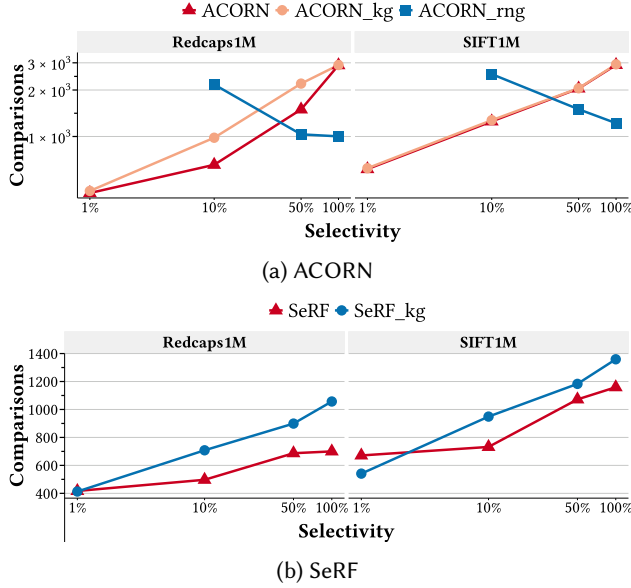 ACORN ACORN_kg ACORN_rng
Redcaps1M SIFT1M
Comparisons
3 × 10³
2 × 10³
1 × 10³
1% 10% 50% 100% 1% 10% 50% 100%
Selectivity
(a) ACORN
SeRF SeRF_kg
Redcaps1M SIFT1M
Comparisons
1400
1200
1000
800
600
400
1% 10% 50% 100% 1% 10% 50% 100%
Selectivity
(b) SeRF